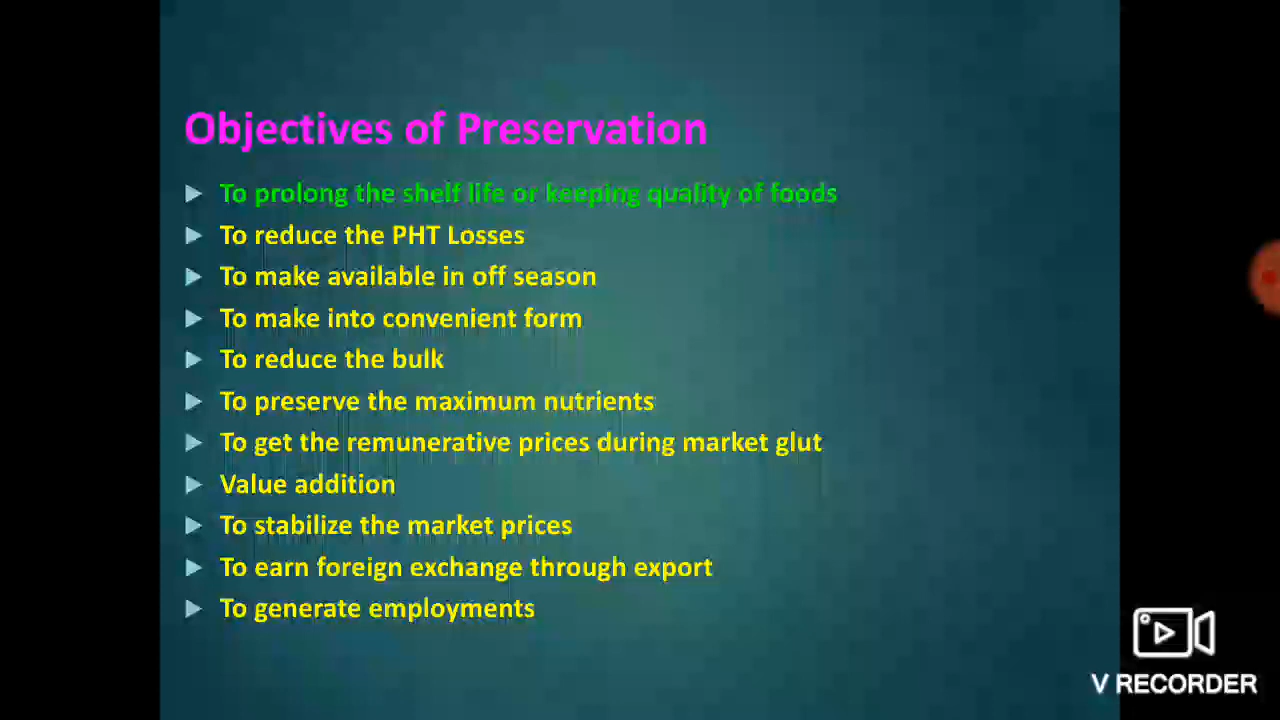 Objectives of Preservation
To prolong the shelf life or keeping quality of foods
To reduce the PHT Losses
To make available in off season
To make into convenient form
To reduce the bulk
To preserve the maximum nutrients
To get the remunerative prices during market glut
Value addition
To stabilize the market prices
To earn foreign exchange through export
To generate employments
V RECORDER